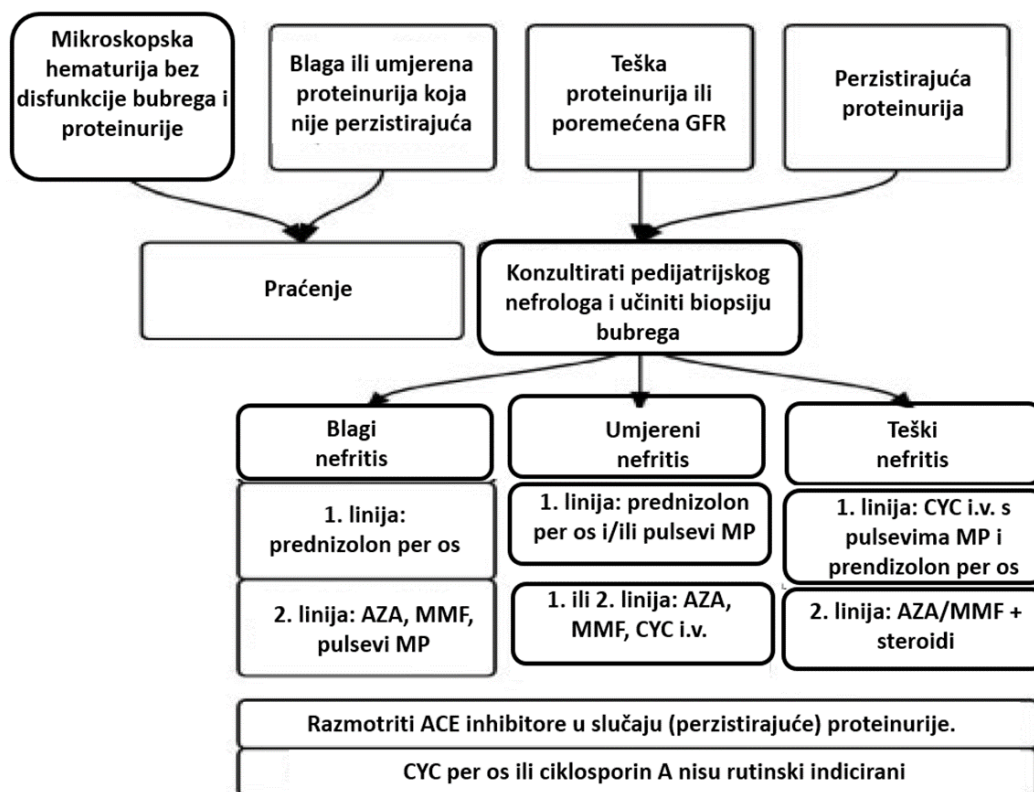 Mikroskopska
hematurija bez
disfunkcije bubrega i
proteinurije
Blaga ili umjerena
proteinurija koja
nije perzistirajuća
Teška
proteinurija ili
poremećena GFR
Perzistirajuća
proteinurija
Praćenje
Konzultirati pedijatrijskog
nefrologa i učiniti biopsiju
bubrega
Blagi
nefritis
Umjereni
nefritis
Teški
nefritis
1. linija:
prednizolon per os
1. linija: prednizolon
per os i/ili pulsevi MP
1. linija: CYC i.v. s
pulsevima MP i
prendizolon per os
2. linija: AZA, MMF,
pulsevi MP
1. ili 2. linija: AZA,
MMF, CYC i.v.
2. linija: AZA/MMF +
steroidi
Razmotriti ACE inhibitore u slučaju (perzistirajuće) proteinurije.
CYC per os ili ciklosporin A nisu rutinski indicirani